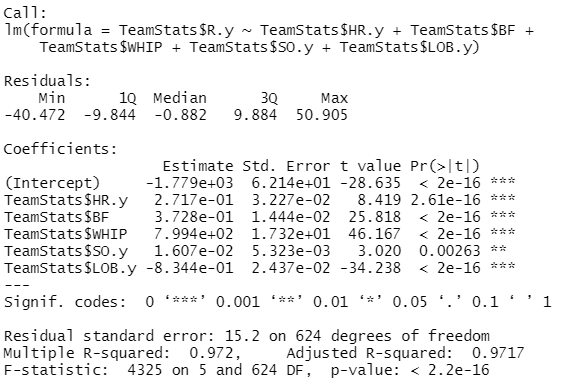 Call:
lm(formula = TeamStats$R.y ~ TeamStats$HR.y + TeamStats$BF +
    TeamStats$WHIP + TeamStats$SO.y + TeamStats$LOB.y)
Residuals:
    Min      1Q  Median      3Q     Max
-40.472  -9.844  -0.882   9.884  50.905
Coefficients:
                  Estimate Std. Error t value Pr(>|t|)
(Intercept)     -1.779e+03  6.214e+01 -28.635  < 2e-16 ***
TeamStats$HR.y   2.717e-01  3.227e-02   8.419 2.61e-16 ***
TeamStats$BF     3.728e-01  1.444e-02  25.818  < 2e-16 ***
TeamStats$WHIP   7.994e+02  1.732e+01  46.167  < 2e-16 ***
TeamStats$SO.y   1.607e-02  5.323e-03   3.020  0.00263 **
TeamStats$LOB.y -8.344e-01  2.437e-02 -34.238  < 2e-16 ***
---
Signif. codes:  0 ‘***’ 0.001 ‘**’ 0.01 ‘*’ 0.05 ‘.’ 0.1 ‘ ’ 1
Residual standard error: 15.2 on 624 degrees of freedom
Multiple R-squared:  0.972,     Adjusted R-squared:  0.9717
F-statistic:  4325 on 5 and 624 DF,  p-value: < 2.2e-16